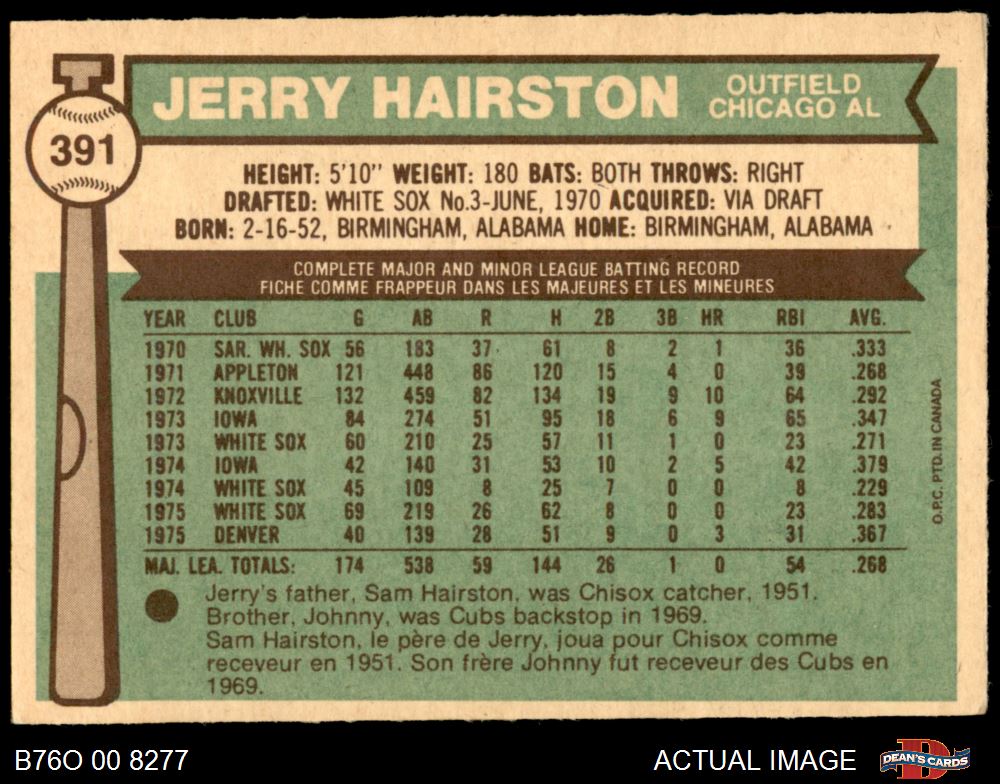 JERRY HAIRSTON
OUTFIELD
CHICAGO AL
391
HEIGHT: 5'10" WEIGHT: 180 BATS: BOTH THROWS: RIGHT
DRAFTED: WHITE SOX No.3-JUNE, 1970 ACQUIRED: VIA DRAFT
BORN: 2-16-52, BIRMINGHAM, ALABAMA HOME: BIRMINGHAM, ALABAMA
COMPLETE MAJOR AND MINOR LEAGUE BATTING RECORD
FICHE COMME FRAPPEUR DANS LES MAJEURES ET LES MINEURES
YEAR CLUB G AB R H 2B 3B HR RBI AVG.
1970 SAR. WH. SOX 56 183 37 61 8 2 1 36 .333
1971 APPLETON 121 448 86 120 15 4 0 39 .268
1972 KNOXVILLE 132 459 82 134 19 9 10 64 .292
1973 IOWA 84 274 51 95 18 6 9 65 .347
1973 WHITE SOX 60 210 25 57 11 1 0 23 .271
1974 IOWA 42 140 31 53 10 2 5 42 .379
1974 WHITE SOX 45 109 8 25 7 0 0 8 .229
1975 WHITE SOX 69 219 26 62 8 0 0 23 .283
1975 DENVER 40 139 28 51 9 0 3 31 .367
MAJ. LEA. TOTALS: 174 538 59 144 26 1 0 54 .268
Jerry's father, Sam Hairston, was Chisox catcher, 1951.
Brother, Johnny, was Cubs backstop in 1969.
Sam Hairston, le père de Jerry, joua pour Chisox comme
receveur en 1951. Son frère Johnny fut receveur des Cubs en
1969.
O.P.C. PTD. IN CANADA
B76O 00 8277
ACTUAL IMAGE
DEAN'S CARDS